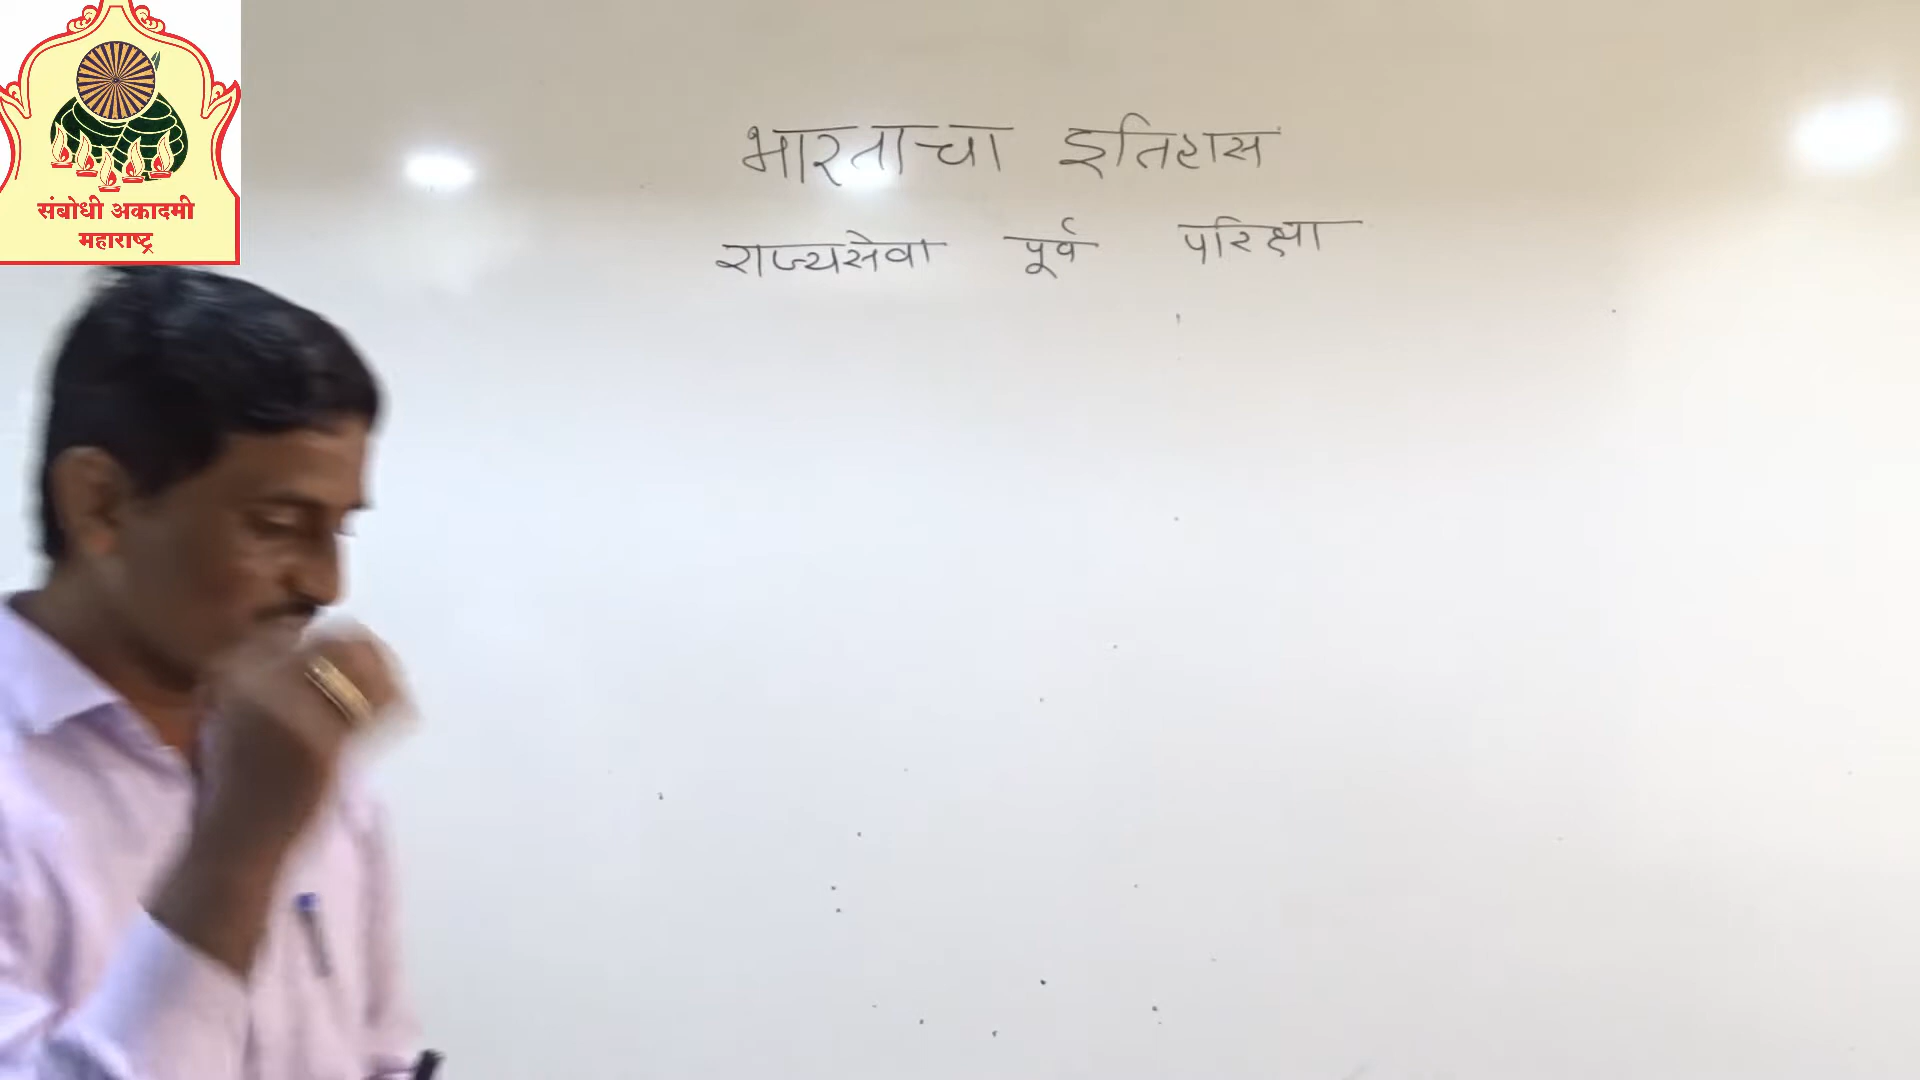 संबोधी अकादमी
महाराष्ट्र
भारताचा इतिहास
राज्यसेवा पूर्व परिक्षा